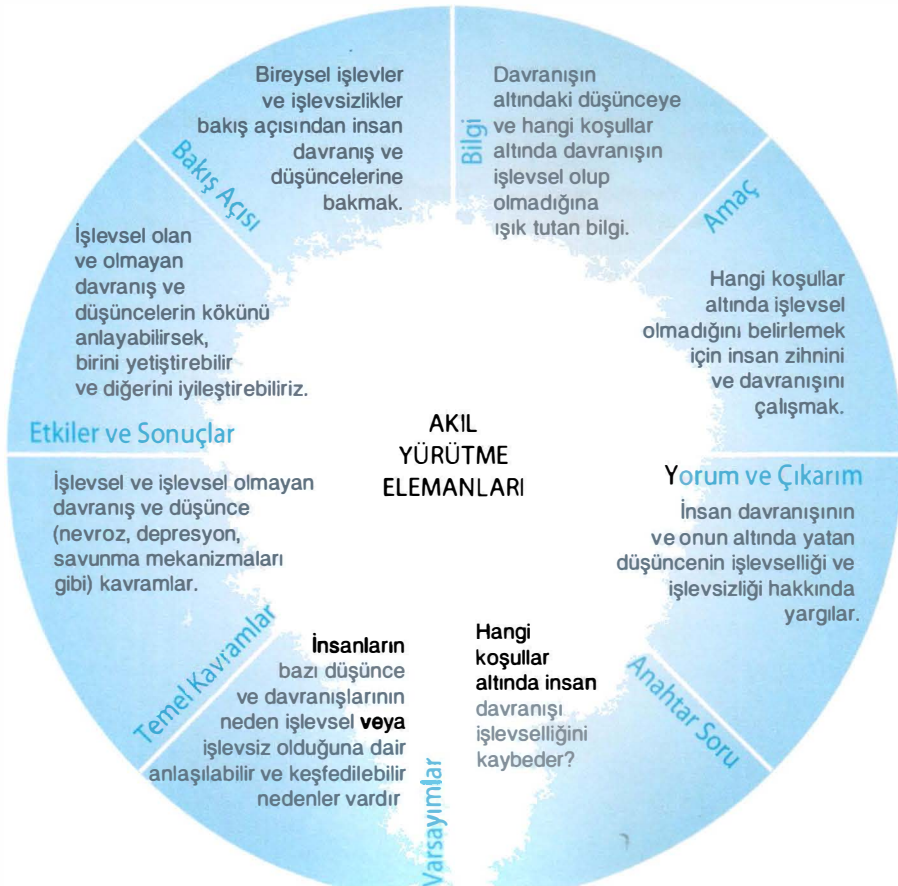 Bireysel işlevler
ve işlevsizlikler
bakış açısından insan
davranış ve
düşüncelerine
bakmak.
Bakış Açısı
Davranışın
altındaki düşünceye
ve hangi koşullar
altında davranışın
işlevsel olup
olmadığına
ışık tutan bilgi.
Bilgi
Amaç
Hangi koşullar
altında işlevsel
olmadığını belirlemek
için insan zihnini
ve davranışını
çalışmak.
İşlevsel olan
ve olmayan
davranış ve
düşüncelerin kökünü
anlayabilirsek,
birini yetiştirebilir
ve diğerini iyileştirebiliriz.
Etkiler ve Sonuçlar
AKIL
YÜRÜTME
ELEMANLARI
Yorum ve Çıkarım
İnsan davranışının
ve onun altında yatan
düşüncenin işlevselliği ve
işlevsizliği hakkında
yargılar.
İşlevsel ve işlevsel olmayan
davranış ve düşünce
(nevroz, depresyon,
savunma mekanizmaları
gibi) kavramlar.
Temel Kavramlar
İnsanların
bazı düşünce
ve davranışlarının
neden işlevsel veya
işlevsiz olduğuna dair
anlaşılabilir ve keşfedilebilir
nedenler vardır
Varsayımlar
Hangi
koşullar
altında insan
davranışı
işlevselliğini
kaybeder?
Anahtar Soru